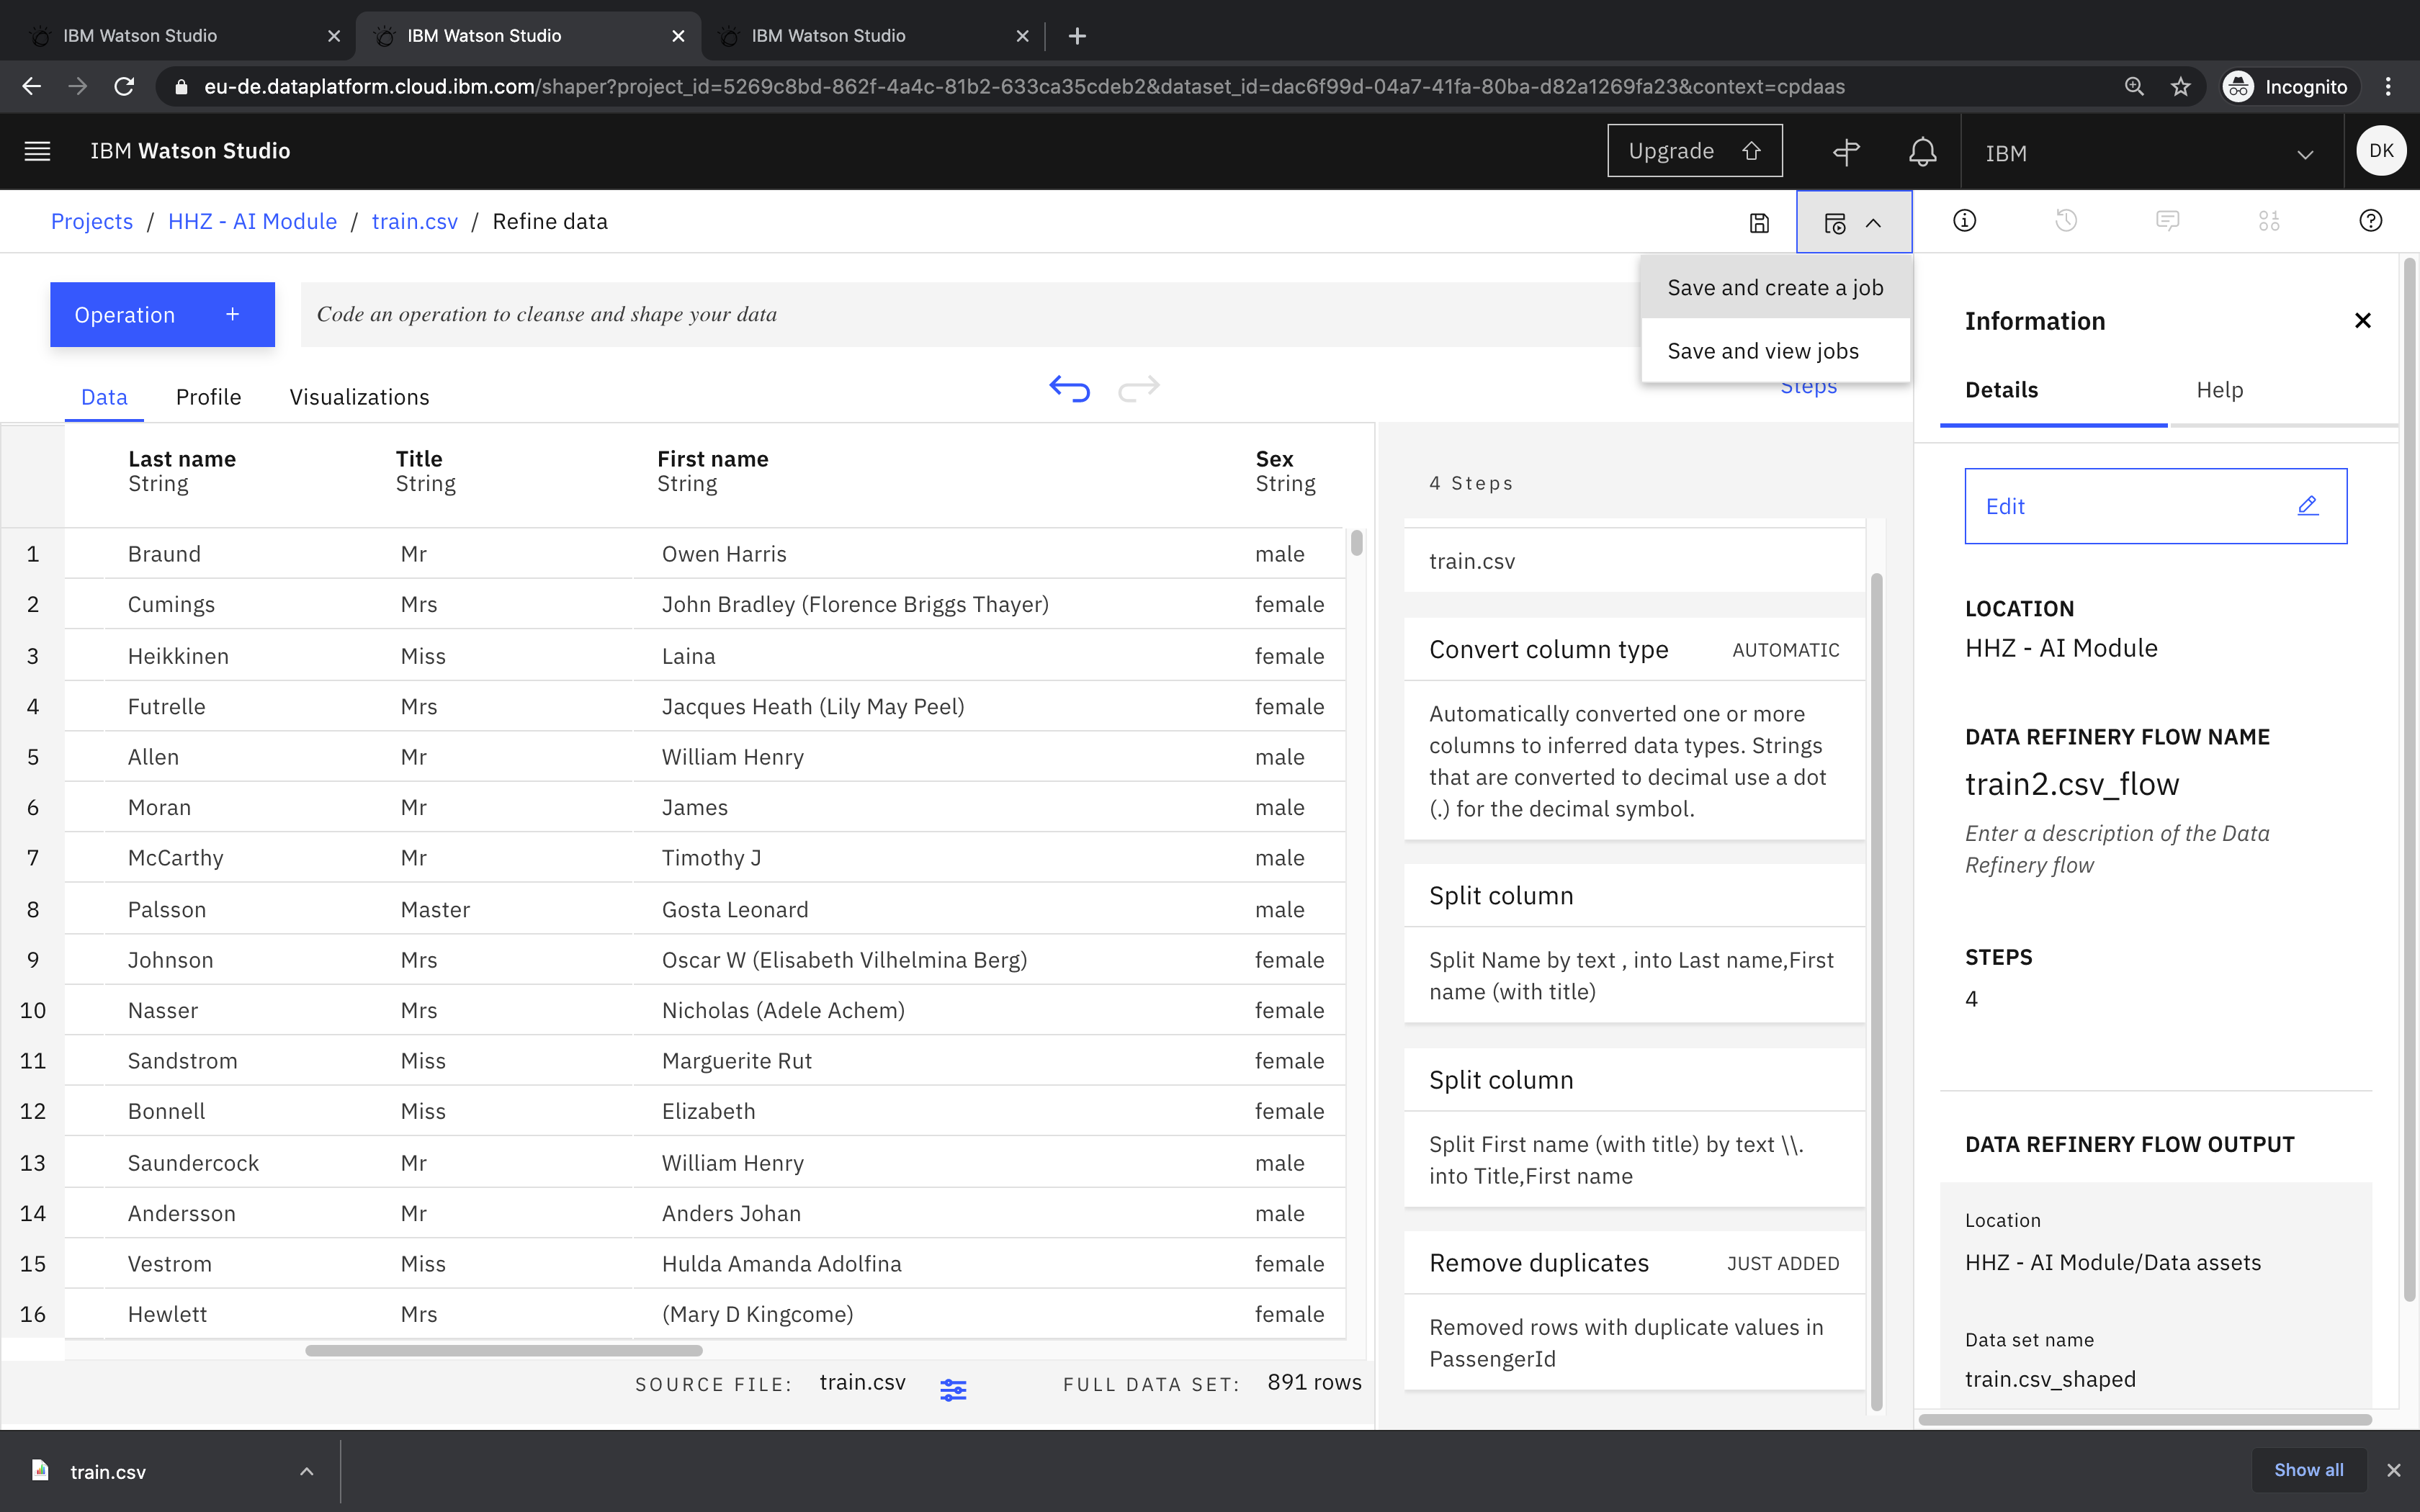 IBM Watson Studio
IBM Watson Studio
IBM Watson Studio
eu-de.dataplatform.cloud.ibm.com/shaper?project_id=5269c8bd-862f-4a4c-81b2-633ca35cdeb2&dataset_id=dac6f99d-04a7-41fa-80ba-d82a1269fa23&context=cpdaas
Incognito
IBM Watson Studio
Upgrade
IBM
DK
Projects / HHZ - AI Module / train.csv / Refine data
Save and create a job
Save and view jobs
Operation +
Code an operation to cleanse and shape your data
Data Profile Visualizations
Steps
Last name Title First name Sex
String String String String
1 Braund Mr Owen Harris male
2 Cumings Mrs John Bradley (Florence Briggs Thayer) female
3 Heikkinen Miss Laina female
4 Futrelle Mrs Jacques Heath (Lily May Peel) female
5 Allen Mr William Henry male
6 Moran Mr James male
7 McCarthy Mr Timothy J male
8 Palsson Master Gosta Leonard male
9 Johnson Mrs Oscar W (Elisabeth Vilhelmina Berg) female
10 Nasser Mrs Nicholas (Adele Achem) female
11 Sandstrom Miss Marguerite Rut female
12 Bonnell Miss Elizabeth female
13 Saundercock Mr William Henry male
14 Andersson Mr Anders Johan male
15 Vestrom Miss Hulda Amanda Adolfina female
16 Hewlett Mrs (Mary D Kingcome) female
SOURCE FILE: train.csv FULL DATA SET: 891 rows
4 Steps
train.csv
Convert column type AUTOMATIC
Automatically converted one or more
columns to inferred data types. Strings
that are converted to decimal use a dot
(.) for the decimal symbol.
Split column
Split Name by text , into Last name,First
name (with title)
Split column
Split First name (with title) by text \\.
into Title,First name
Remove duplicates JUST ADDED
Removed rows with duplicate values in
PassengerId
Information
Details Help
Edit
LOCATION
HHZ - AI Module
DATA REFINERY FLOW NAME
train2.csv_flow
Enter a description of the Data
Refinery flow
STEPS
4
DATA REFINERY FLOW OUTPUT
Location
HHZ - AI Module/Data assets
Data set name
train.csv_shaped
train.csv
Show all